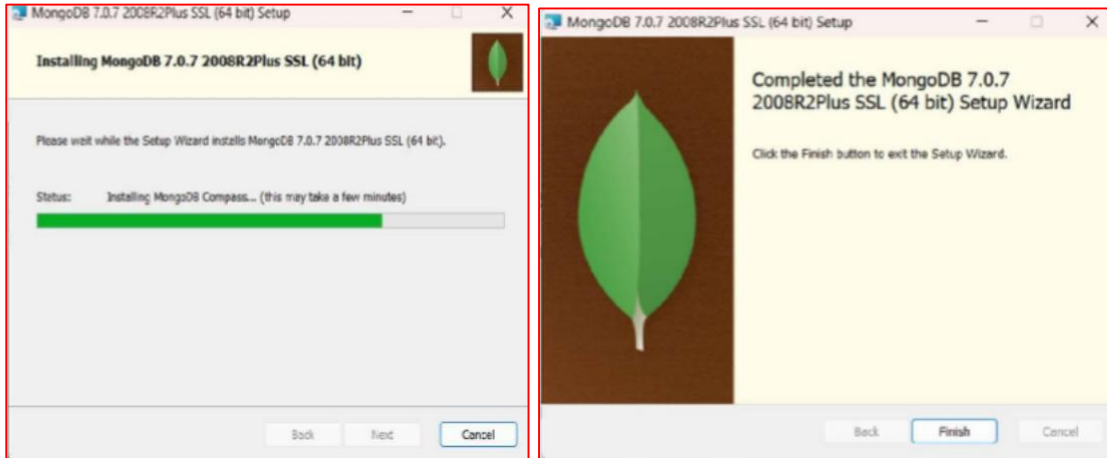 MongoDB 7.0.7 2008R2Plus SSL (64 bit) Setup
Installing MongoDB 7.0.7 2008R2Plus SSL (64 bit)
Please wait while the Setup Wizard installs MongoDB 7.0.7 2008R2Plus SSL (64 bit).
Status: Installing MongoDB Compass... (this may take a few minutes)
Back Next Cancel
MongoDB 7.0.7 2008R2Plus SSL (64 bit) Setup
Completed the MongoDB 7.0.7
2008R2Plus SSL (64 bit) Setup Wizard
Click the Finish button to exit the Setup Wizard.
Back Finish Cancel